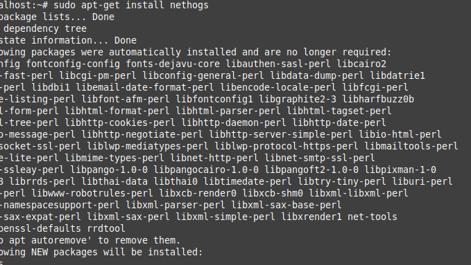 alhost:~# sudo apt-get install nethogs
package lists... Done
dependency tree
state information... Done
owing packages were automatically installed and are no longer required:
nfig fontconfig-config fonts-dejavu-core libauthen-sasl-perl libcairo2
-fast-perl libcgi-pm-perl libconfig-general-perl libdata-dump-perl libdatrie1
-perl libdbi1 libemail-date-format-perl libencode-locale-perl libfcgi-perl
e-listing-perl libfont-afm-perl libfontconfig1 libgraphite2-3 libharfbuzz0b
l-form-perl libhtml-format-perl libhtml-parser-perl libhtml-tagset-perl
l-tree-perl libhttp-cookies-perl libhttp-daemon-perl libhttp-date-perl
p-message-perl libhttp-negotiate-perl libhttp-server-simple-perl libio-html-perl
socket-ssl-perl liblwp-mediatypes-perl liblwp-protocol-https-perl libmailtools-perl
e-lite-perl libmime-types-perl libnet-http-perl libnet-smtp-ssl-perl
-ssleay-perl libpango-1.0-0 libpangocairo-1.0-0 libpangoft2-1.0-0 libpixman-1-0
8 librrds-perl libthai-data libthai0 libtimedate-perl libtry-tiny-perl liburi-perl
-perl libwww-robotrules-perl libxcb-render0 libxcb-shm0 libxml-libxml-perl
-namespacesupport-perl libxml-parser-perl libxml-sax-base-perl
-sax-expat-perl libxml-sax-perl libxml-simple-perl libxrender1 net-tools
penssl-defaults rrdtool
o apt autoremove' to remove them.
owing NEW packages will be installed: